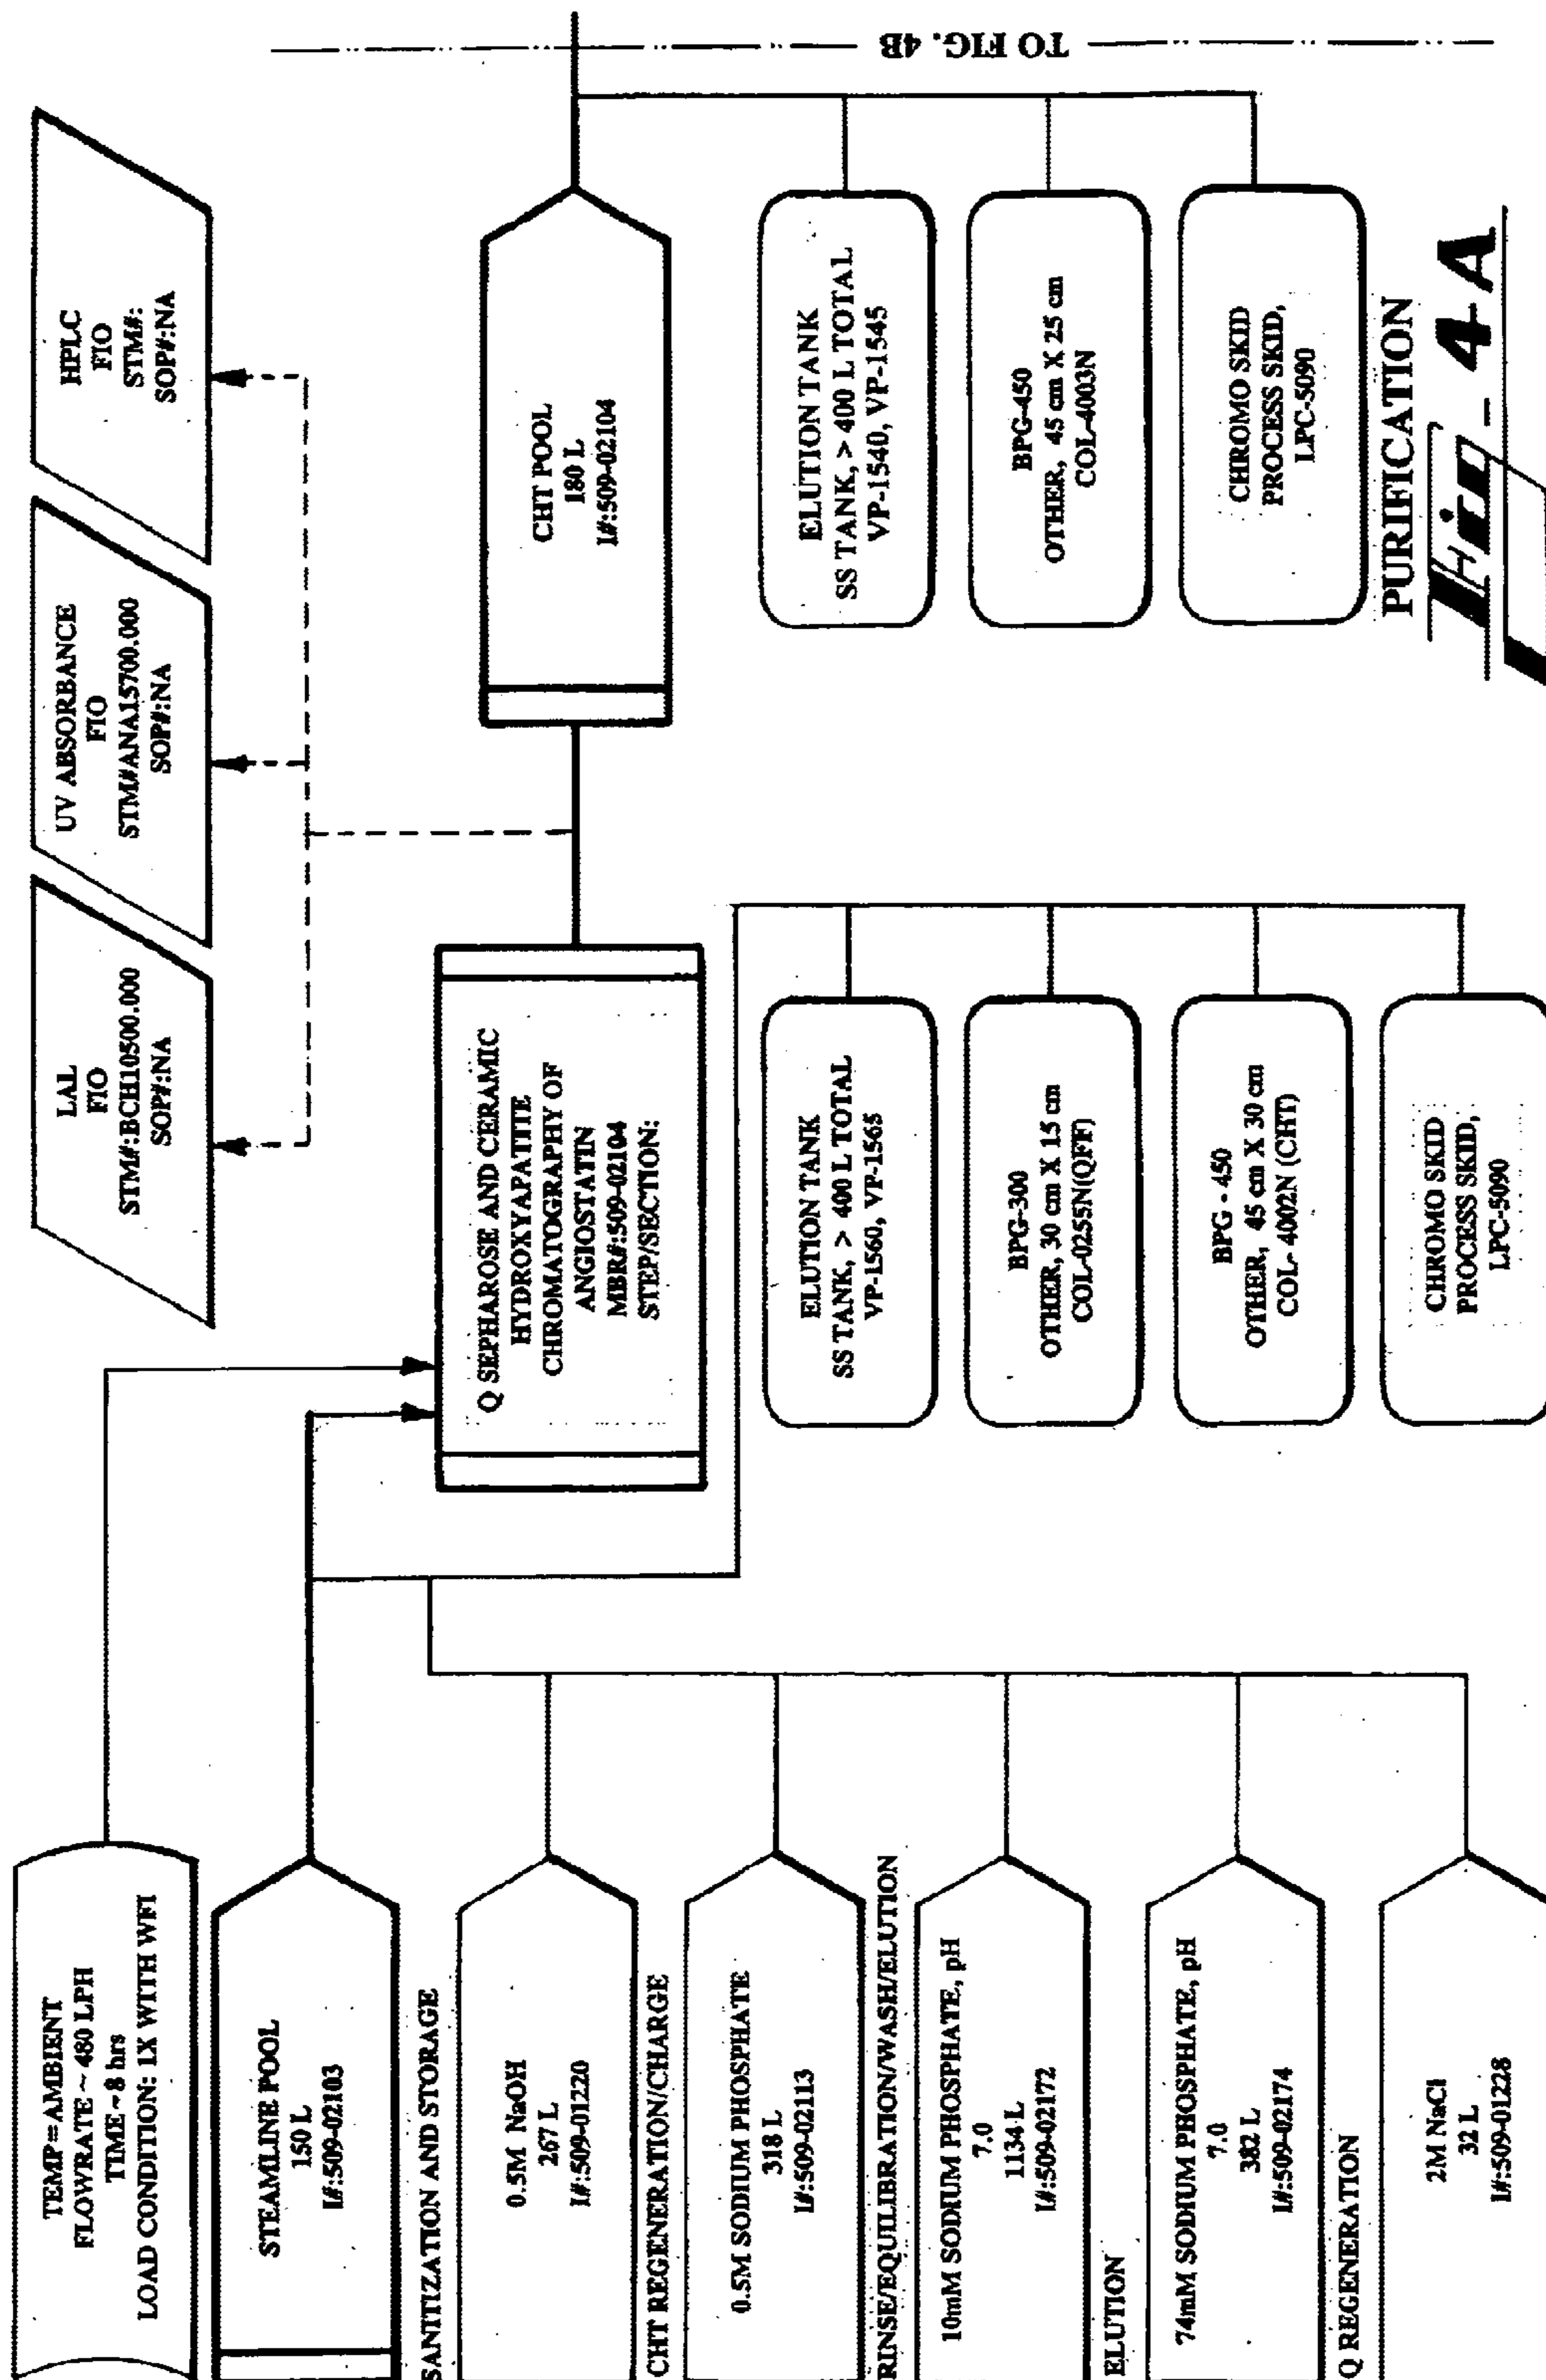 TEMP= AMBIENT
FLOWRATE ~ 480 LPH
TIME ~ 8 hrs
LOAD CONDITION: 1X WITH WFI
STEAMLINE POOL
150 L
I#:509-02103
SANITIZATION AND STORAGE
0.5M NaOH
267 L
I#:509-01220
CHT REGENERATION/CHARGE
0.5M SODIUM PHOSPHATE
318 L
I#:509-02113
RINSE/EQUILIBRATION/WASH/ELUTION
10mM SODIUM PHOSPHATE, pH
7.0
1134 L
I#:509-02172
ELUTION
74mM SODIUM PHOSPHATE, pH
7.0
382 L
I#:509-02174
Q REGENERATION
2M NaCl
32 L
I#:509-01228
LAL
FIO
STM#:BCH10500.000
SOP#:NA
UV ABSORBANCE
FIO
STM#ANA15700.000
SOP#:NA
HPLC
FIO
STM#:
SOP#:NA
Q SEPHAROSE AND CERAMIC
HYDROXYAPATITE
CHROMATOGRAPHY OF
ANGIOSTATIN
MBR#:509-02104
STEP/SECTION:
ELUTION TANK
SS TANK, > 400 L TOTAL
VP-1560, VP-1565
BPG-300
OTHER, 30 cm X 15 cm
COL-0255N(QFF)
BPG - 450
OTHER, 45 cm X 30 cm
COL- 4002N (CHT)
CHROMO SKID
PROCESS SKID,
LPC-5090
CHT POOL
180 L
I#:509-02104
ELUTION TANK
SS TANK, > 400 L TOTAL
VP-1540, VP-1545
BPG-450
OTHER, 45 cm X 25 cm
COL-4003N
CHROMO SKID
PROCESS SKID,
LPC-5090
TO FIG. 4B
PURIFICATION
Fig- 4A